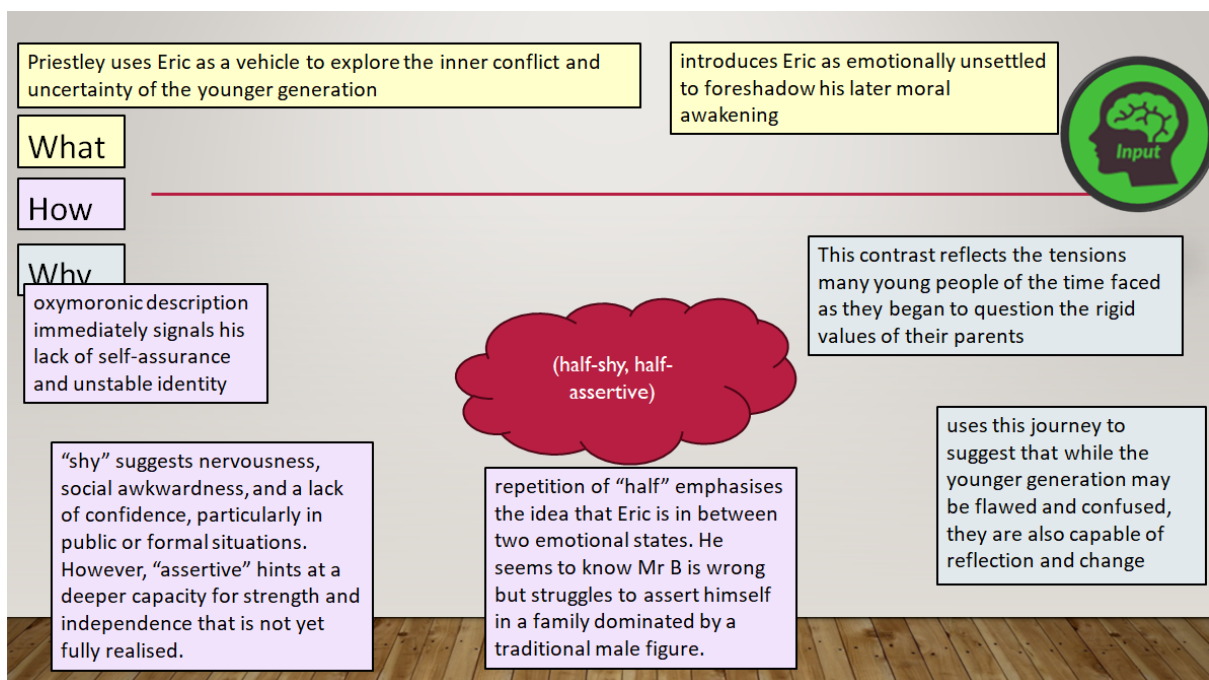 Priestley uses Eric as a vehicle to explore the inner conflict and
uncertainty of the younger generation
introduces Eric as emotionally unsettled
to foreshadow his later moral
awakening
Input
What
How
Why
oxymoronic description
immediately signals his
lack of self-assurance
and unstable identity
(half-shy, half-
assertive)
This contrast reflects the tensions
many young people of the time faced
as they began to question the rigid
values of their parents
"shy" suggests nervousness,
social awkwardness, and a lack
of confidence, particularly in
public or formal situations.
However, "assertive" hints at a
deeper capacity for strength and
independence that is not yet
fully realised.
repetition of "half" emphasises
the idea that Eric is in between
two emotional states. He
seems to know Mr B is wrong
but struggles to assert himself
in a family dominated by a
traditional male figure.
uses this journey to
suggest that while the
younger generation may
be flawed and confused,
they are also capable of
reflection and change